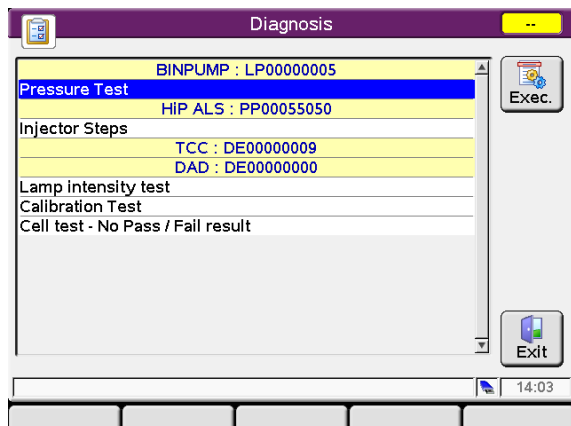 Diagnosis
--
BINPUMP : LP00000005
Pressure Test
HiP ALS : PP00055050
Injector Steps
TCC : DE00000009
DAD : DE00000000
Lamp intensity test
Calibration Test
Cell test - No Pass / Fail result
Exec.
Exit
14:03